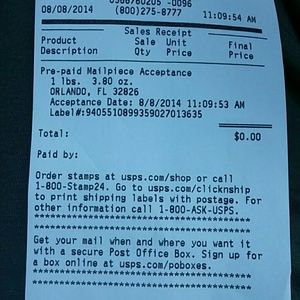 08/08/2014 (800)275-8777 11:09:54 AM
Sales Receipt
Product Sale Unit Final
Description Qty Price Price
Pre-paid Mailpiece Acceptance
1 lbs. 3.80 oz.
ORLANDO, FL 32826
Acceptance Date: 8/8/2014 11:09:53 AM
Label#:9405510899359027013635
Total: $0.00
Paid by:
Order stamps at usps.com/shop or call
1-800-Stamp24. Go to usps.com/clicknship
to print shipping labels with postage. For
other information call 1-800-ASK-USPS.
Get your mail when and where you want it
with a secure Post Office Box. Sign up for
a box online at usps.com/poboxes.